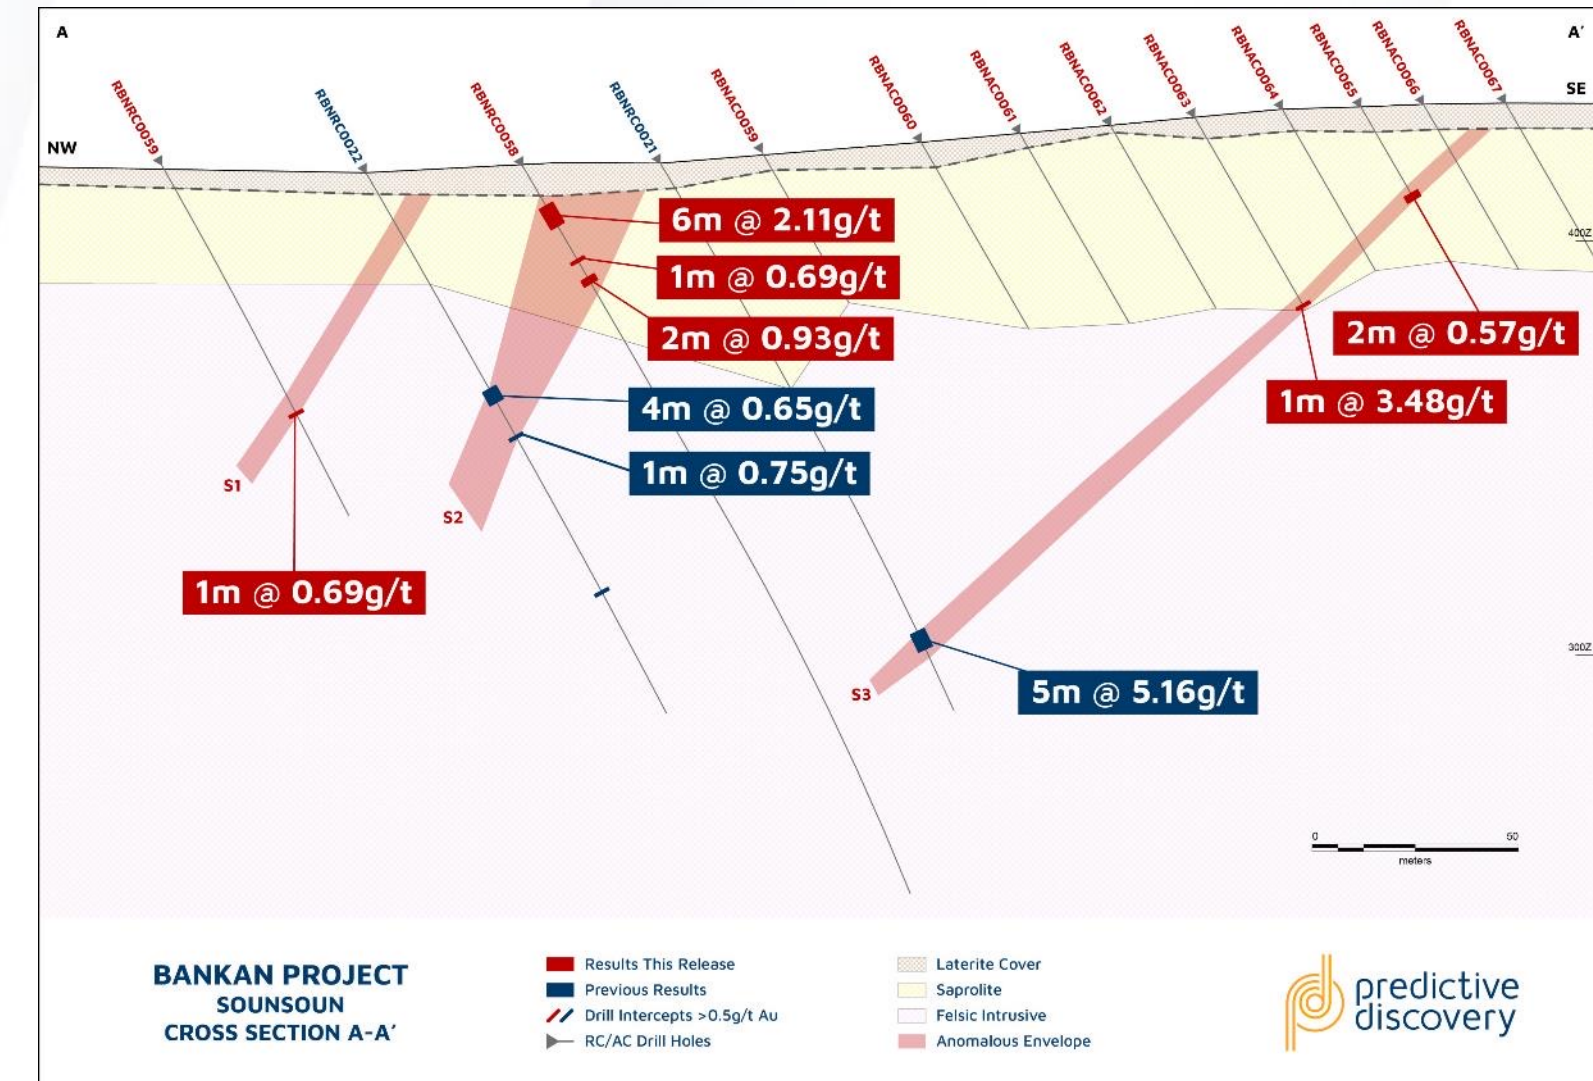 A
A'
NW
SE
RBNRC0059
RBNRC0022
RBNRC0058
RBNRC0021
RBNAC0059
RBNAC0060
RBNAC0061
RBNAC0062
RBNAC0063
RBNAC0064
RBNAC0065
RBNAC0066
RBNAC0067
6m @ 2.11g/t
1m @ 0.69g/t
2m @ 0.93g/t
4m @ 0.65g/t
1m @ 0.75g/t
400Z
2m @ 0.57g/t
1m @ 3.48g/t
S1
S2
1m @ 0.69g/t
300Z
S3
5m @ 5.16g/t
0 50
meters
BANKAN PROJECT
SOUNSOUN
CROSS SECTION A-A'
Results This Release
Previous Results
Drill Intercepts >0.5g/t Au
RC/AC Drill Holes
Laterite Cover
Saprolite
Felsic Intrusive
Anomalous Envelope
predictive
discovery